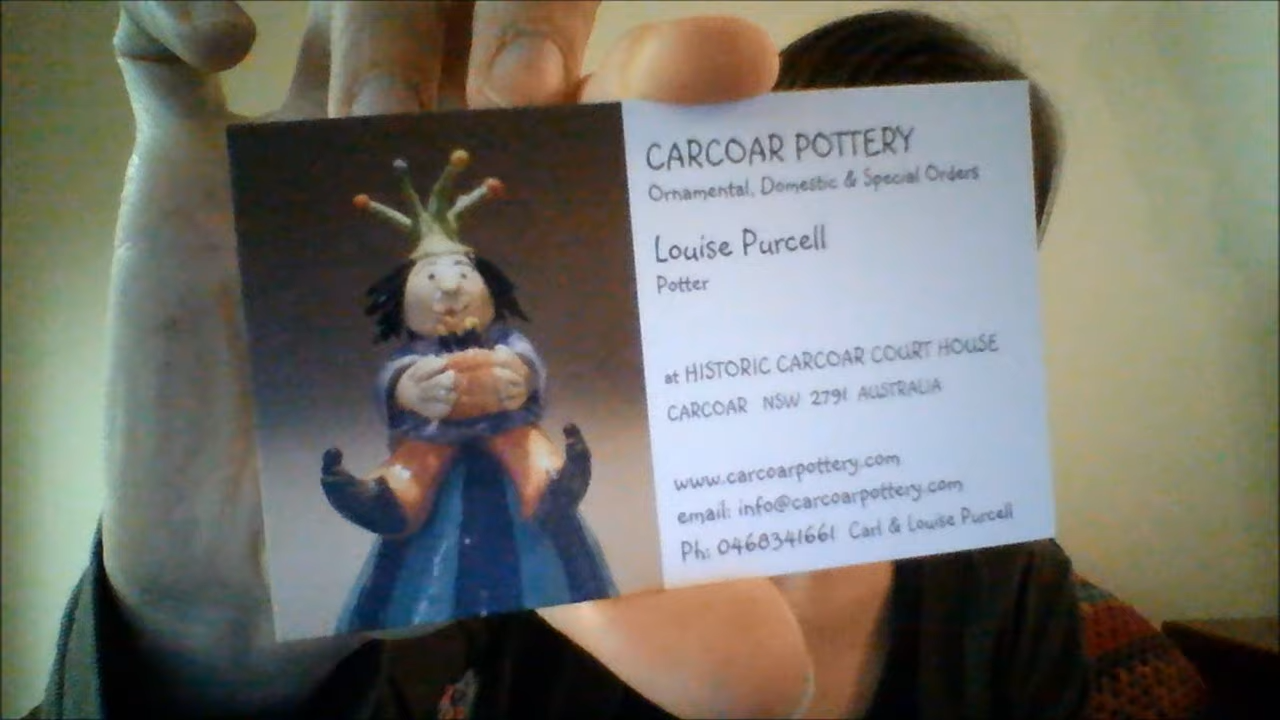 CARCOAR POTTERY
Ornamental, Domestic & Special Orders
Louise Purcell
Potter
at HISTORIC CARCOAR COURT HOUSE
CARCOAR NSW 2791 AUSTRALIA
www.carcoarpottery.com
email: info@carcoarpottery.com
Ph: 0468341661 Carl & Louise Purcell